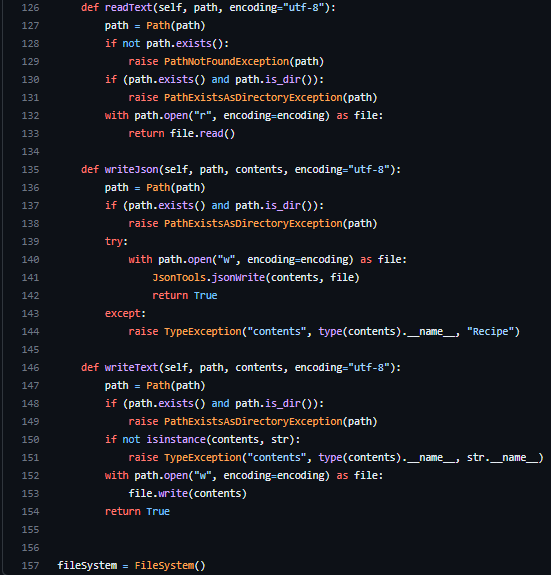 126 def readText(self, path, encoding="utf-8"):
127 path = Path(path)
128 if not path.exists():
129 raise PathNotFoundException(path)
130 if (path.exists() and path.is_dir()):
131 raise PathExistsAsDirectoryException(path)
132 with path.open("r", encoding=encoding) as file:
133 return file.read()
134
135 def writeJson(self, path, contents, encoding="utf-8"):
136 path = Path(path)
137 if (path.exists() and path.is_dir()):
138 raise PathExistsAsDirectoryException(path)
139 try:
140 with path.open("w", encoding=encoding) as file:
141 JsonTools.jsonWrite(contents, file)
142 return True
143 except:
144 raise TypeException("contents", type(contents).__name__, "Recipe")
145
146 def writeText(self, path, contents, encoding="utf-8"):
147 path = Path(path)
148 if (path.exists() and path.is_dir()):
149 raise PathExistsAsDirectoryException(path)
150 if not isinstance(contents, str):
151 raise TypeException("contents", type(contents).__name__, str.__name__)
152 with path.open("w", encoding=encoding) as file:
153 file.write(contents)
154 return True
155
156
157 fileSystem = FileSystem()